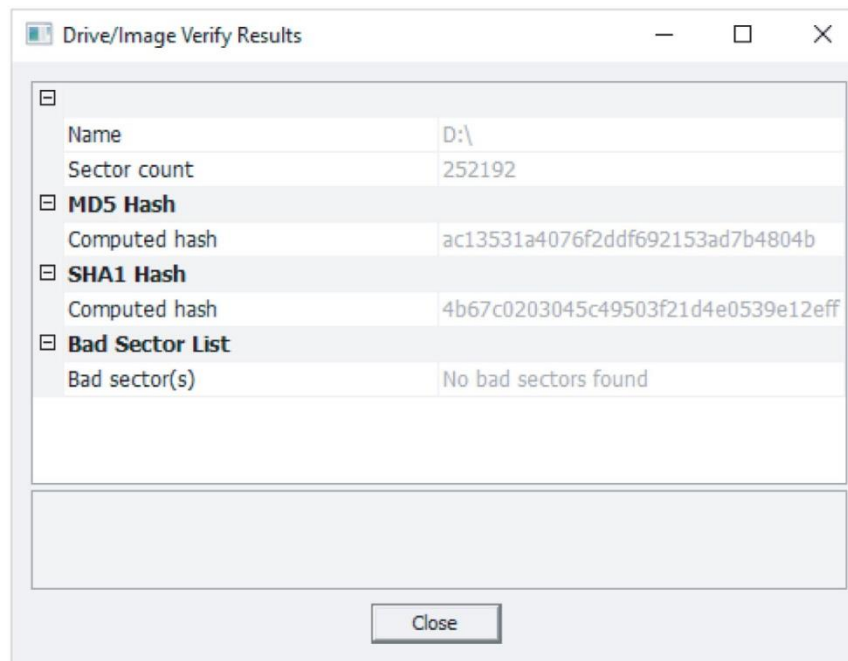 Drive/Image Verify Results
Name D:\
Sector count 252192
MD5 Hash
Computed hash ac13531a4076f2ddf692153ad7b4804b
SHA1 Hash
Computed hash 4b67c0203045c49503f21d4e0539e12eff
Bad Sector List
Bad sector(s) No bad sectors found
Close